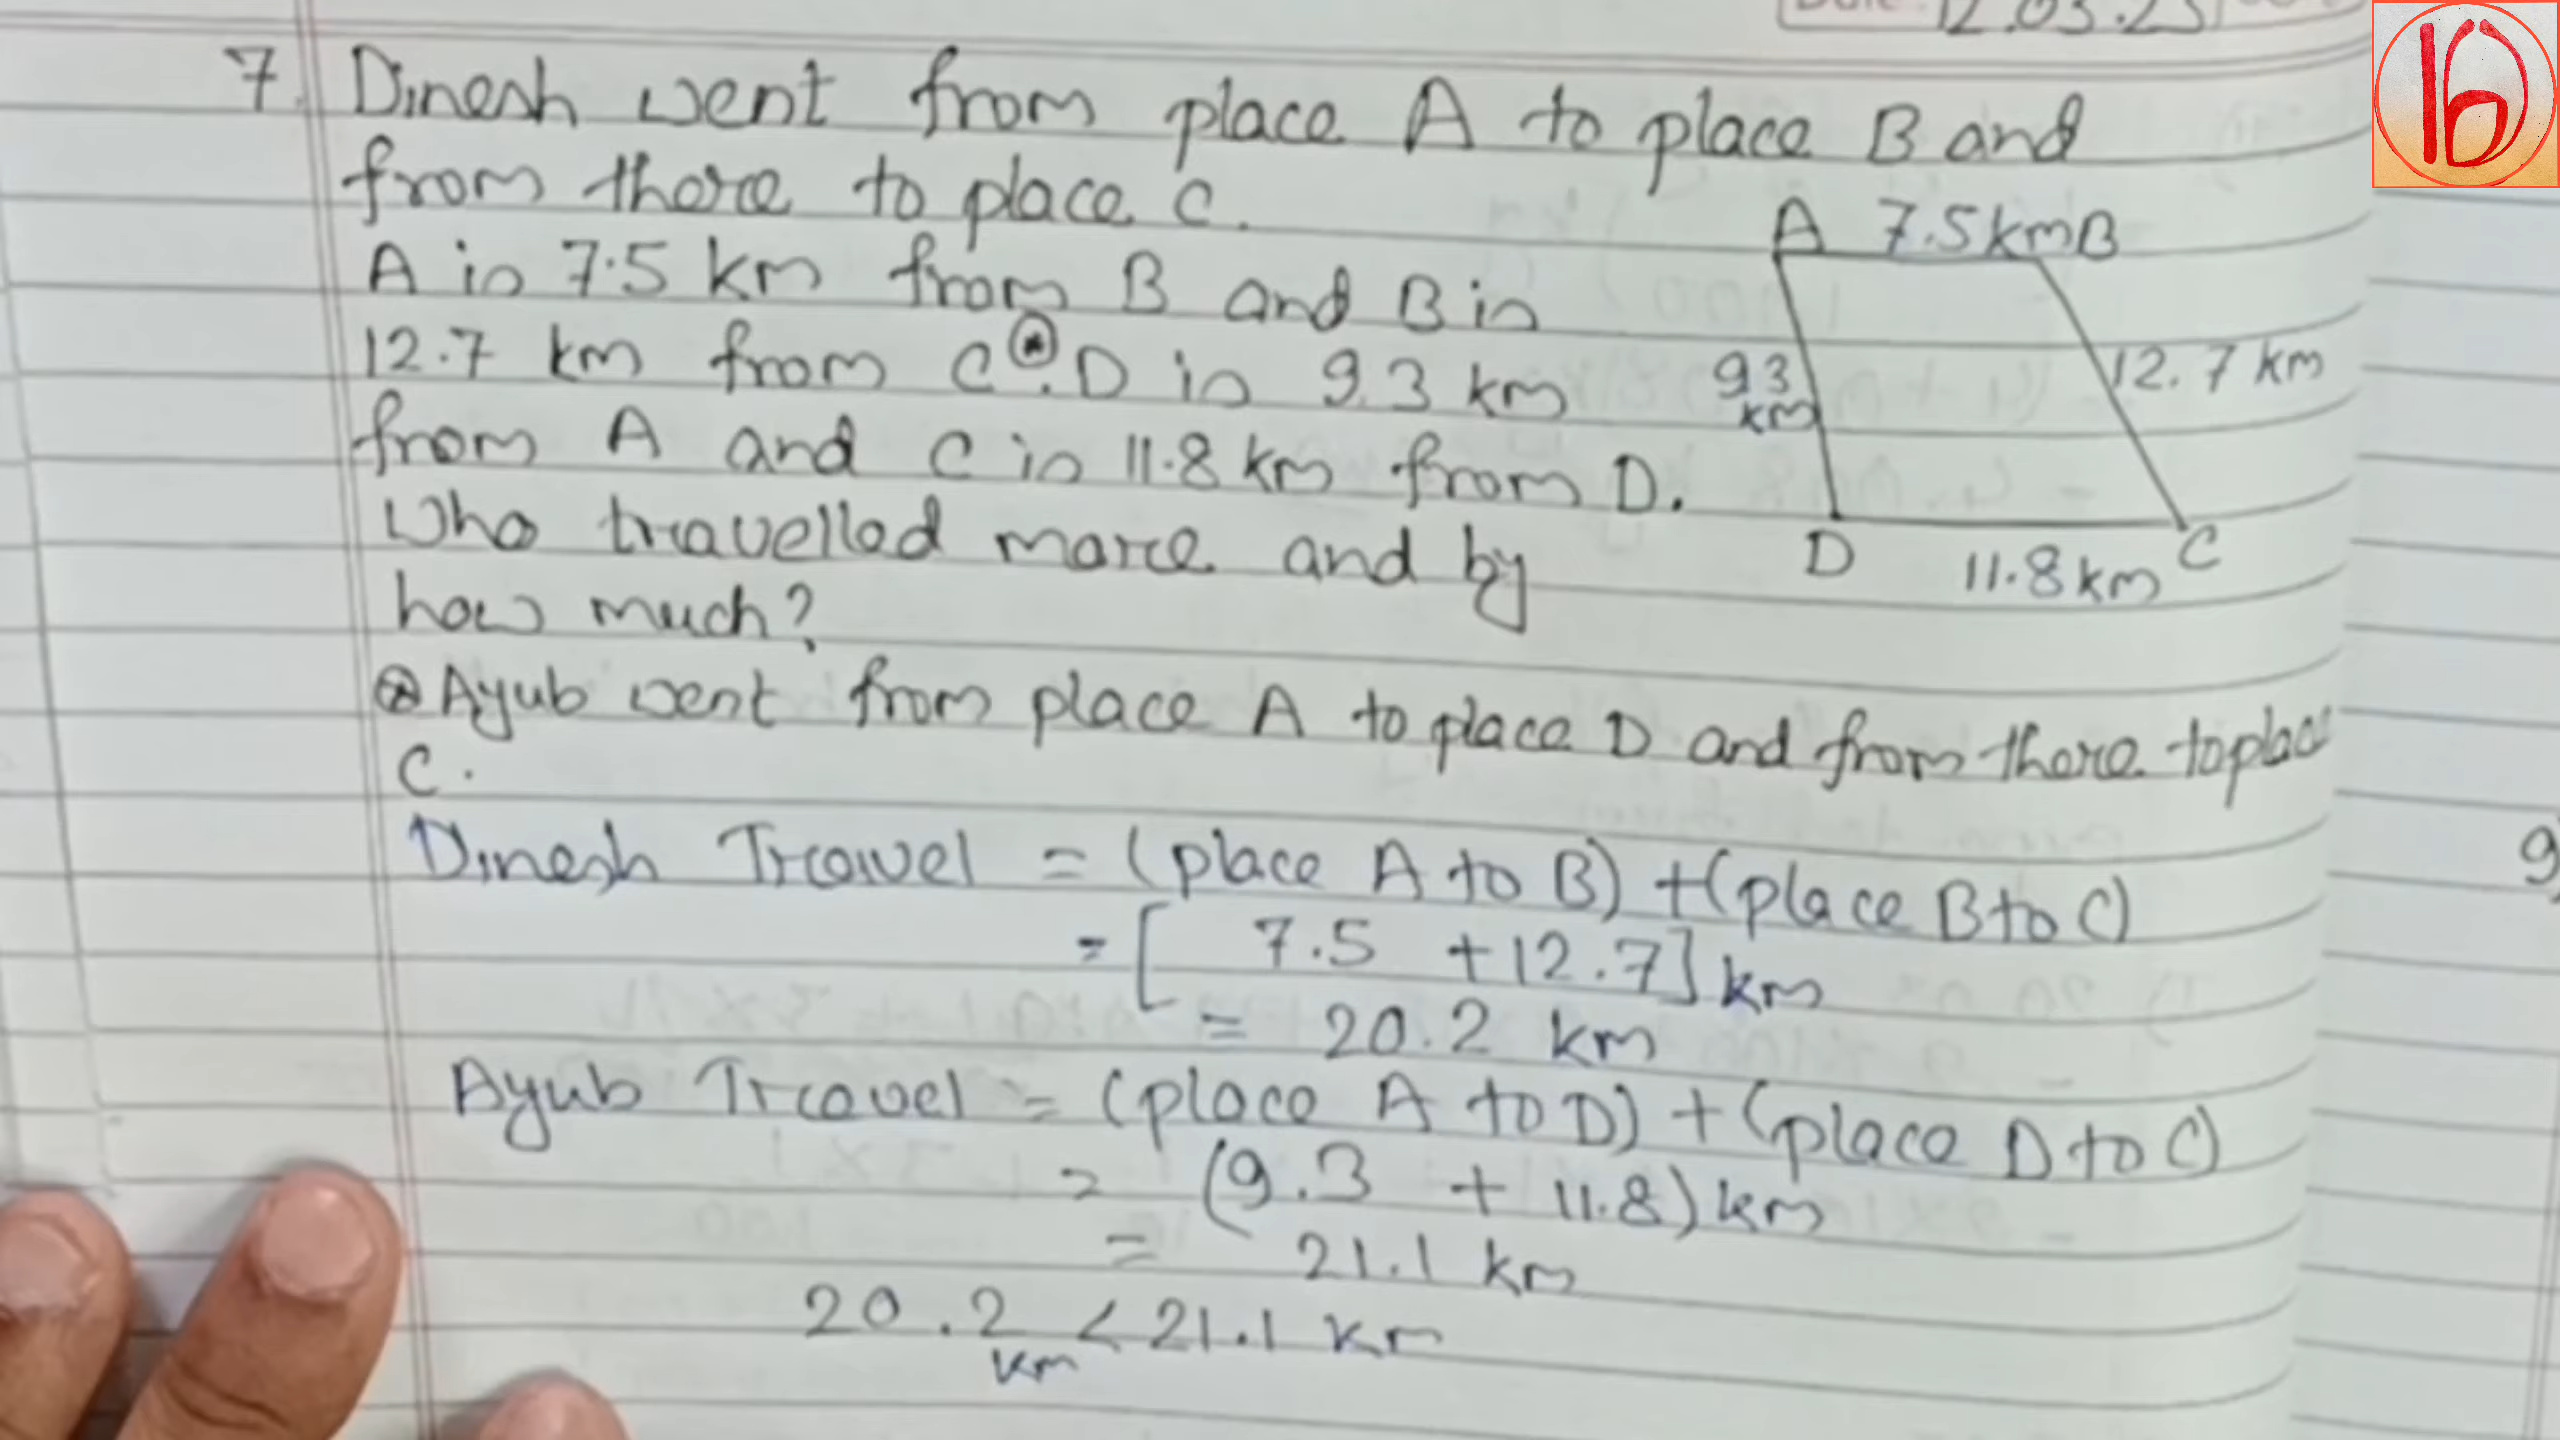 12.03.23
7. Dinesh went from place A to place B and
from there to place C.
A 7.5 km B
A is 7.5 km from B and B is
12.7 km from C. D is 9.3 km
9.3
km
12.7 km
from A and C is 11.8 km from D.
Who travelled more and by
D
11.8 km C
how much?
Ayub went from place A to place D and from there to place
C.
Dinesh Travel = (place A to B) + (place B to C)
9
= [ 7.5 + 12.7] km
= 20.2 km
Ayub Travel = (place A to D) + (place D to C)
= (9.3 + 11.8) km
= 21.1 km
20.2 km < 21.1 km